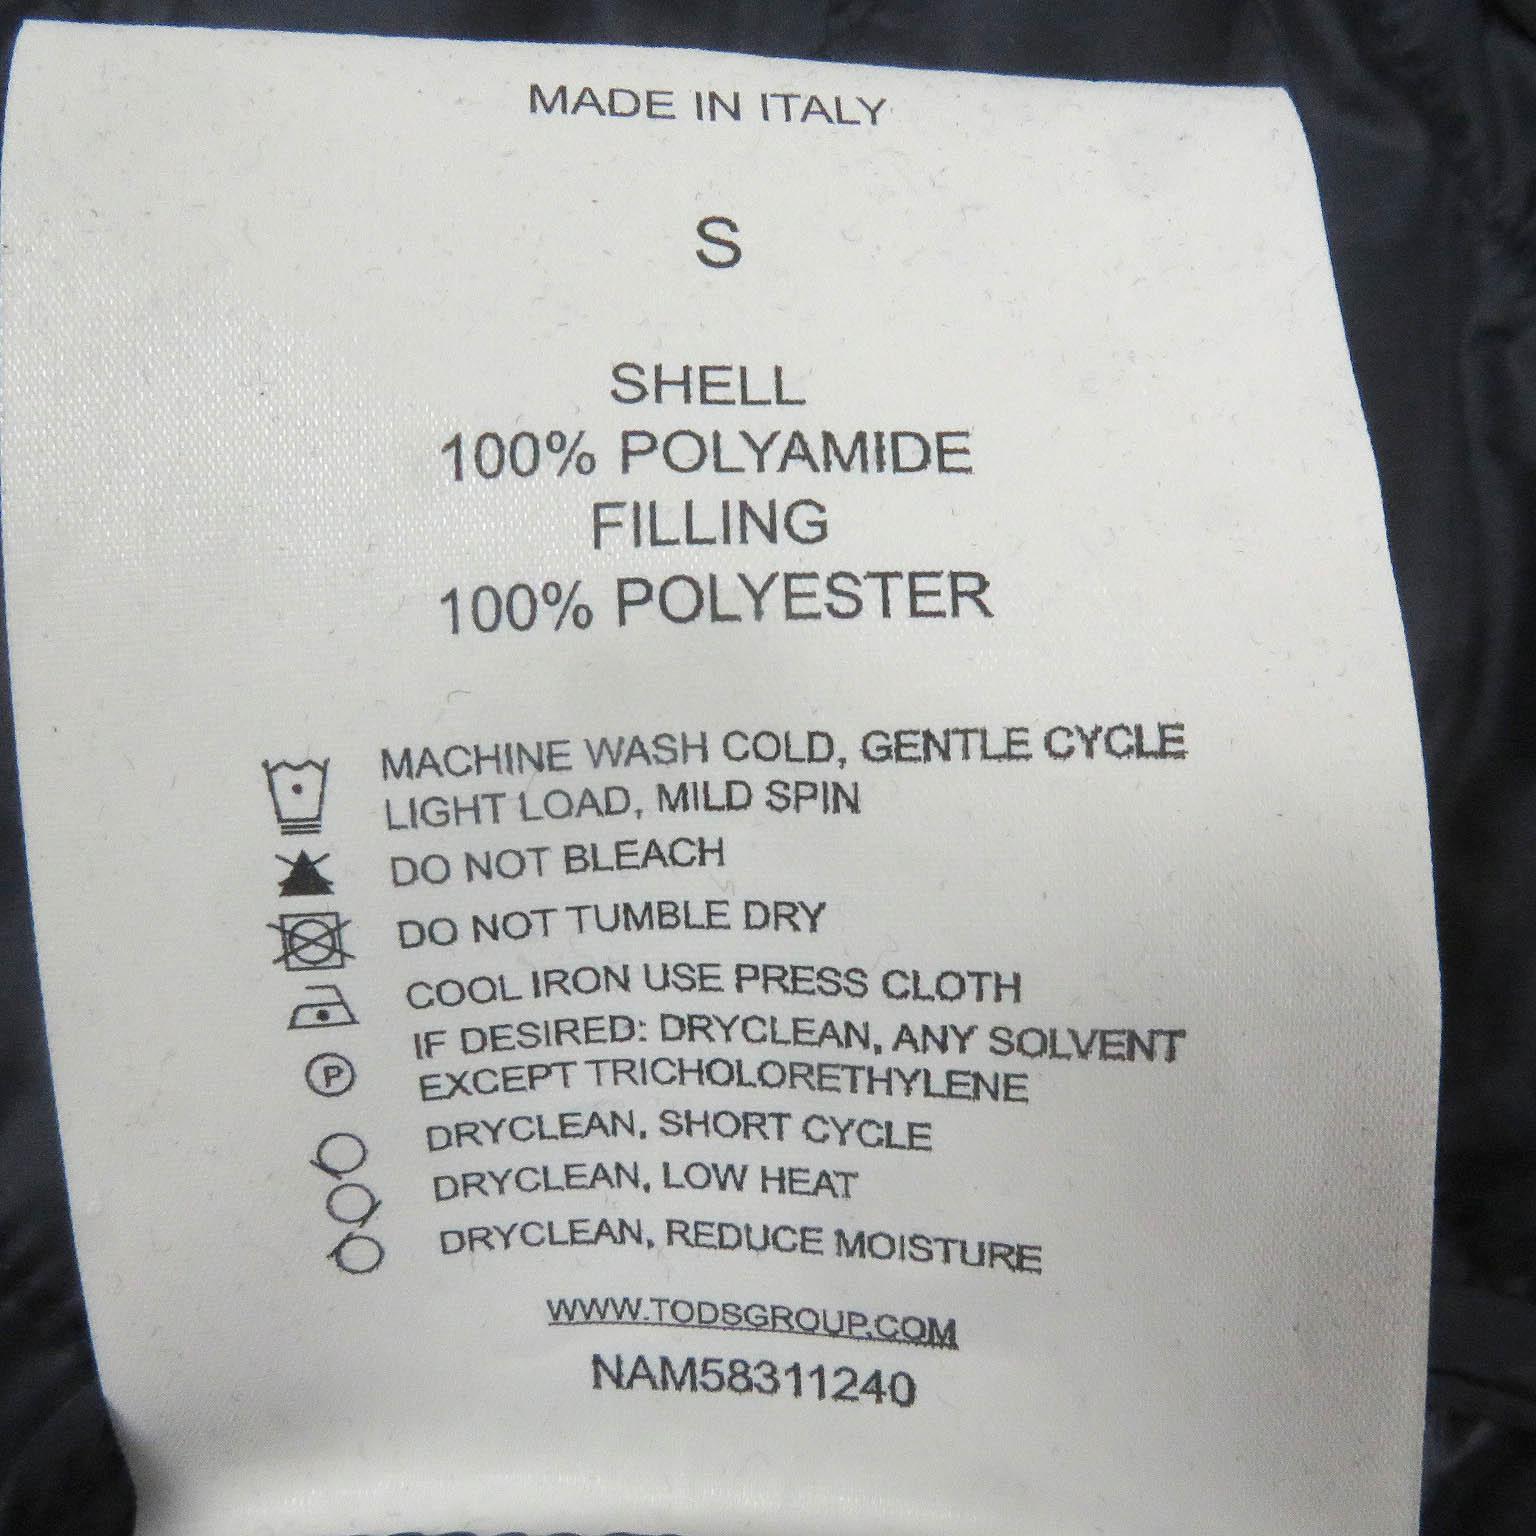 MADE IN ITALY
S
SHELL
100% POLYAMIDE
FILLING
100% POLYESTER
MACHINE WASH COLD, GENTLE CYCLE
LIGHT LOAD, MILD SPIN
DO NOT BLEACH
DO NOT TUMBLE DRY
COOL IRON USE PRESS CLOTH
IF DESIRED: DRYCLEAN, ANY SOLVENT
P EXCEPT TRICHOLORETHYLENE
DRYCLEAN, SHORT CYCLE
DRYCLEAN, LOW HEAT
DRYCLEAN, REDUCE MOISTURE
WWW.TODSGROUP.COM
NAM58311240